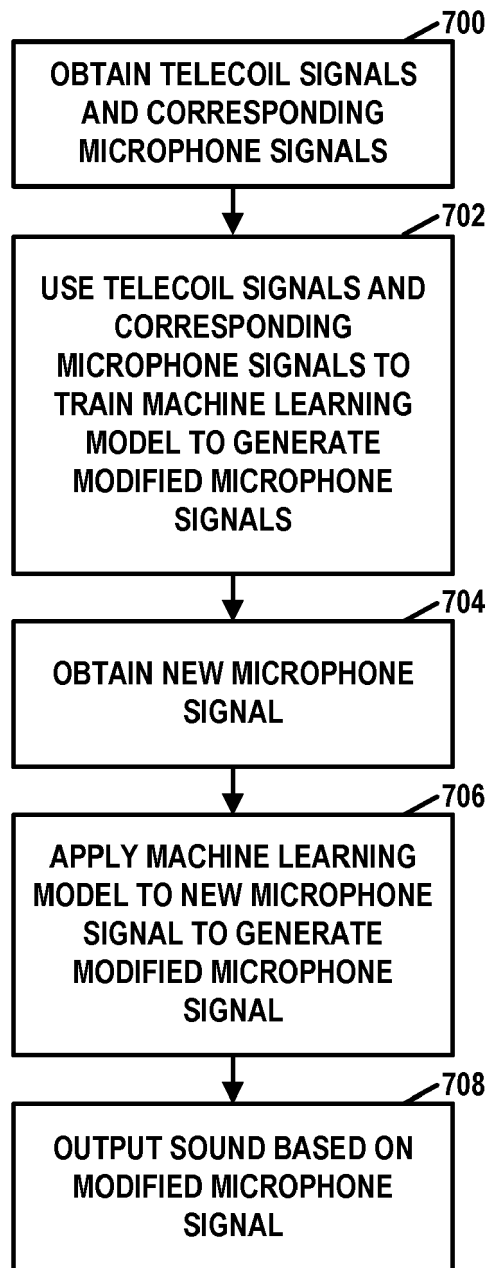 700
OBTAIN TELECOIL SIGNALS
AND CORRESPONDING
MICROPHONE SIGNALS
702
USE TELECOIL SIGNALS AND
CORRESPONDING
MICROPHONE SIGNALS TO
TRAIN MACHINE LEARNING
MODEL TO GENERATE
MODIFIED MICROPHONE
SIGNALS
704
OBTAIN NEW MICROPHONE
SIGNAL
706
APPLY MACHINE LEARNING
MODEL TO NEW MICROPHONE
SIGNAL TO GENERATE
MODIFIED MICROPHONE
SIGNAL
708
OUTPUT SOUND BASED ON
MODIFIED MICROPHONE
SIGNAL